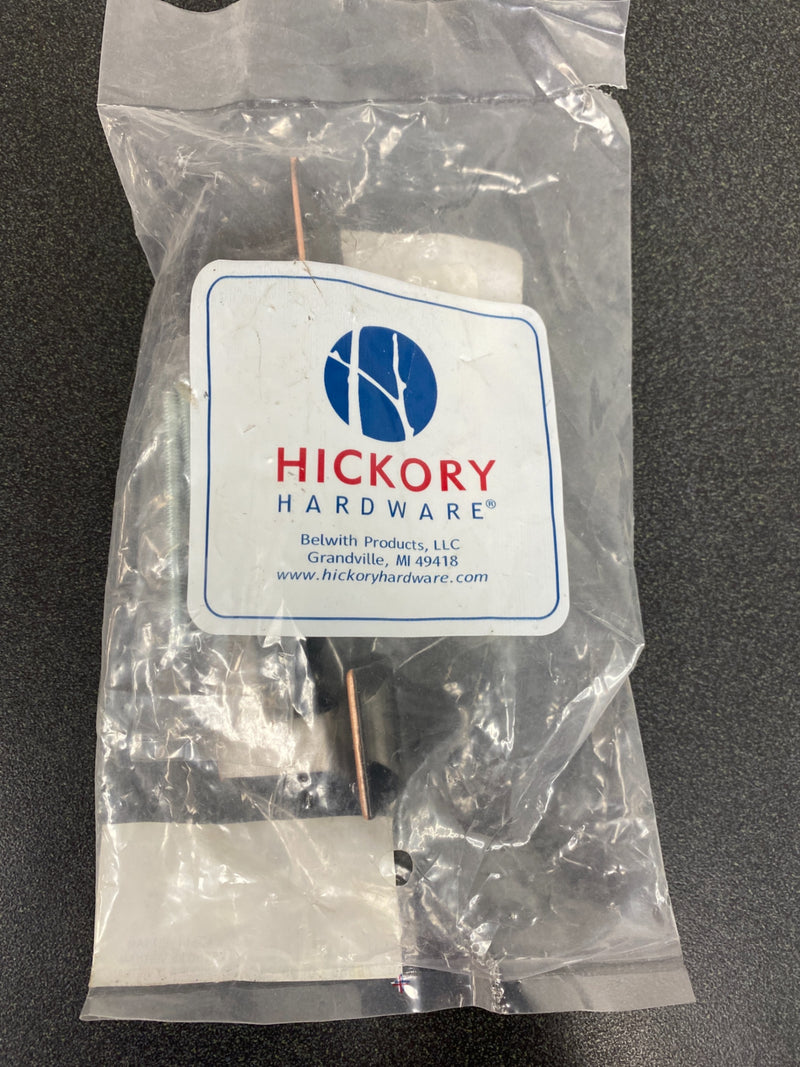 HICKORY
HARDWARE®
Belwith Products, LLC
Grandville, MI 49418
www.hickoryhardware.com